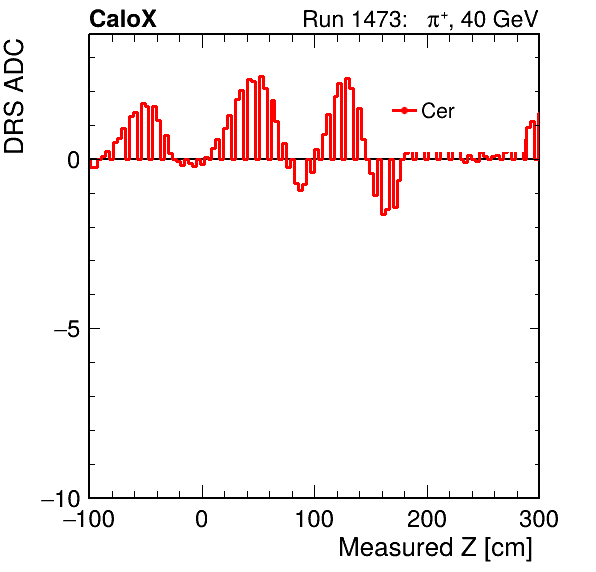 CaloX Run 1473: π⁺, 40 GeV
DRS ADC
Cer
0
−5
−10
−100 0 100 200 300
Measured Z [cm]